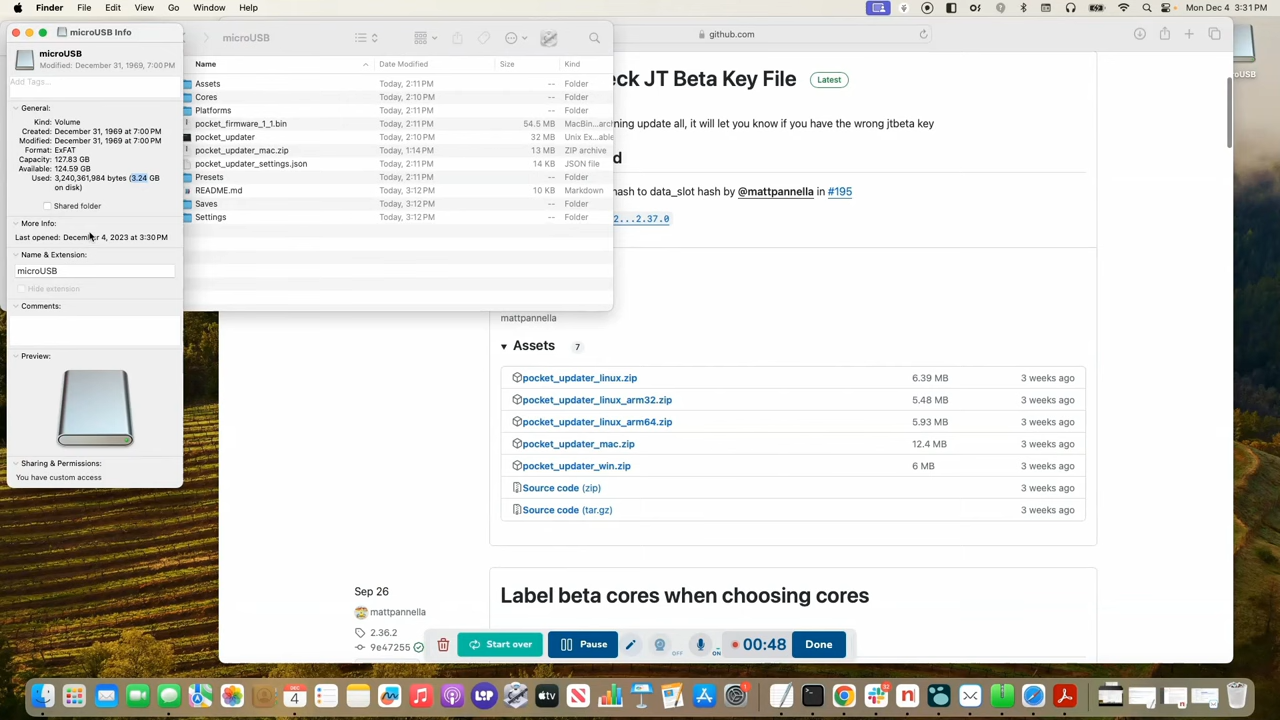 Finder File Edit View Go Window Help
Mon Dec 4 3:31 PM
microUSB Info
microUSB
Modified: December 31, 1969, 7:00 PM
Add Tags...
General:
Kind: Volume
Created: December 31, 1969 at 7:00 PM
Modified: December 31, 1969 at 7:00 PM
Format: ExFAT
Capacity: 127.83 GB
Available: 124.59 GB
Used: 3,240,361,984 bytes (3.24 GB
on disk)
Shared folder
More Info:
Last opened: December 4, 2023 at 3:30 PM
Name & Extension:
microUSB
Hide extension
Comments:
Preview:
Sharing & Permissions:
You have custom access
microUSB
Name Date Modified Size Kind
Assets Today, 2:11 PM -- Folder
Cores Today, 2:10 PM -- Folder
Platforms Today, 2:11 PM -- Folder
pocket_firmware_1_1.bin Today, 2:11 PM 54.5 MB MacBin...arch
pocket_updater Today, 2:10 PM 32 MB Unix Ex...able
pocket_updater_mac.zip Today, 1:14 PM 13 MB ZIP archive
pocket_updater_settings.json Today, 2:11 PM 14 KB JSON file
Presets Today, 2:11 PM -- Folder
README.md Today, 3:12 PM 10 KB Markdown
Saves Today, 3:12 PM -- Folder
Settings Today, 3:12 PM -- Folder
github.com
eck JT Beta Key File Latest
ning update all, it will let you know if you have the wrong jtbeta key
d
hash to data_slot hash by @mattpannella in #195
2...2.37.0
mattpannella
Assets 7
pocket_updater_linux.zip 6.39 MB 3 weeks ago
pocket_updater_linux_arm32.zip 5.48 MB 3 weeks ago
pocket_updater_linux_arm64.zip 5.93 MB 3 weeks ago
pocket_updater_mac.zip 12.4 MB 3 weeks ago
pocket_updater_win.zip 6 MB 3 weeks ago
Source code (zip) 3 weeks ago
Source code (tar.gz) 3 weeks ago
Sep 26
mattpannella
2.36.2
9e47255
Label beta cores when choosing cores
Start over Pause OFF ON 00:48 Done